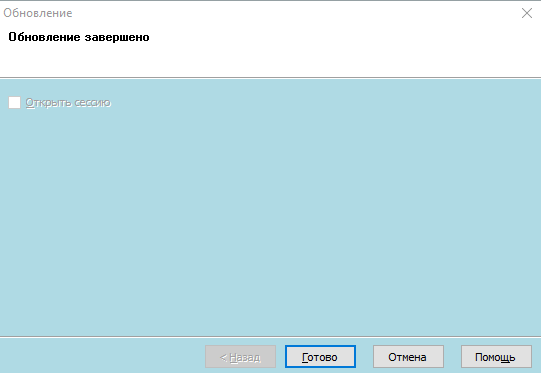 Обновление
Обновление завершено
Открыть сессию
< Назад
Готово
Отмена
Помощь